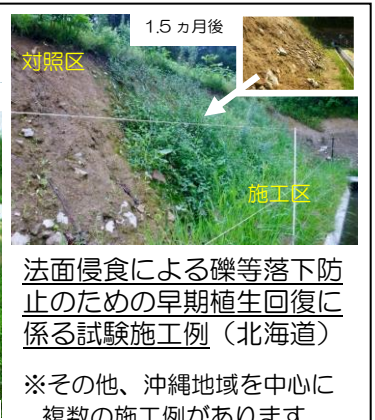 1.5 ヵ月後
対照区
施工区
法面侵食による礫等落下防
止のための早期植生回復に
係る試験施工例（北海道）
※その他、沖縄地域を中心に
複数の施工例があります